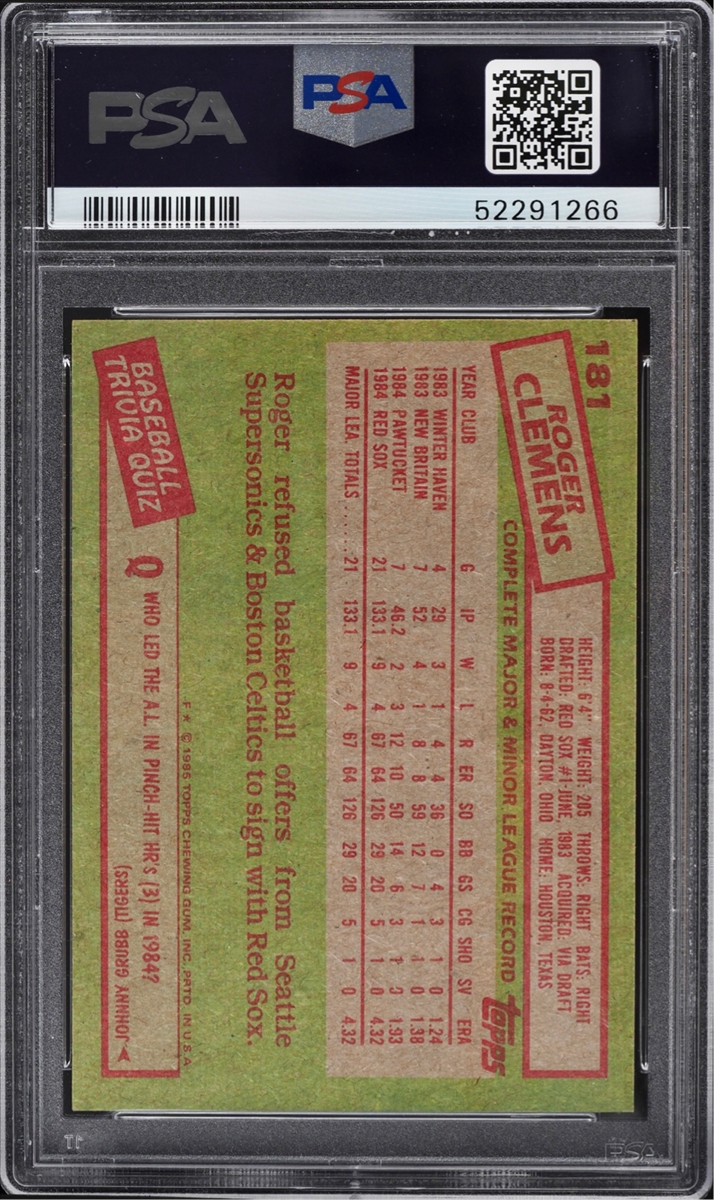 PSA
PSA
52291266
181
ROGER
CLEMENS
HEIGHT: 6'4" WEIGHT: 205 THROWS: RIGHT BATS: RIGHT
DRAFTED: RED SOX #1-JUNE, 1983 ACQUIRED: VIA DRAFT
BORN: 8-4-62, DAYTON, OHIO HOME: HOUSTON, TEXAS
COMPLETE MAJOR & MINOR LEAGUE RECORD
topps
YEAR CLUB G IP W L R ER SO BB GS CG SHO SV ERA
1983 WINTER HAVEN 4 29 3 1 4 4 36 0 4 3 1 0 1.24
1983 NEW BRITAIN 7 52 4 1 8 8 59 12 7 1 1 0 1.38
1984 PAWTUCKET 7 46.2 2 3 12 10 50 14 6 3 1 0 1.93
1984 RED SOX 21 133.1 9 4 67 64 126 29 20 5 1 0 4.32
MAJOR LEA. TOTALS ..... 21 133.1 9 4 67 64 126 29 20 5 1 0 4.32
Roger refused basketball offers from Seattle
Supersonics & Boston Celtics to sign with Red Sox.
F* © 1985 TOPPS CHEWING GUM, INC. PRTD. IN U.S.A.
BASEBALL
TRIVIA QUIZ
Q WHO LED THE A.L. IN PINCH-HIT HR'S (3) IN 1984?
A JOHNNY GRUBB (TIGERS)
PSA